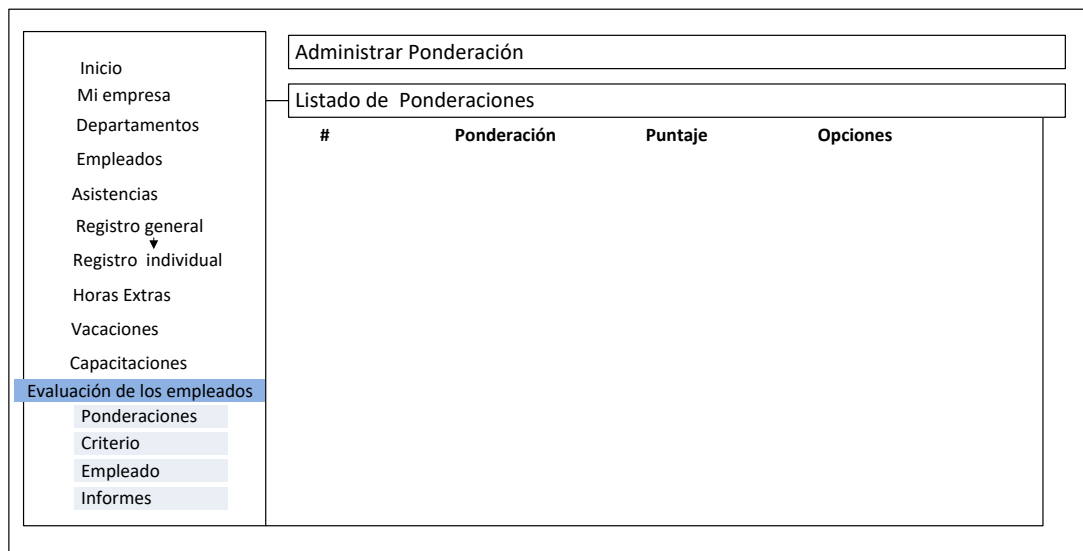 Inicio
Mi empresa
Departamentos
Empleados
Asistencias
Registro general
Registro individual
Horas Extras
Vacaciones
Capacitaciones
Evaluación de los empleados
Ponderaciones
Criterio
Empleado
Informes
Administrar Ponderación
Listado de Ponderaciones
# Ponderación Puntaje Opciones